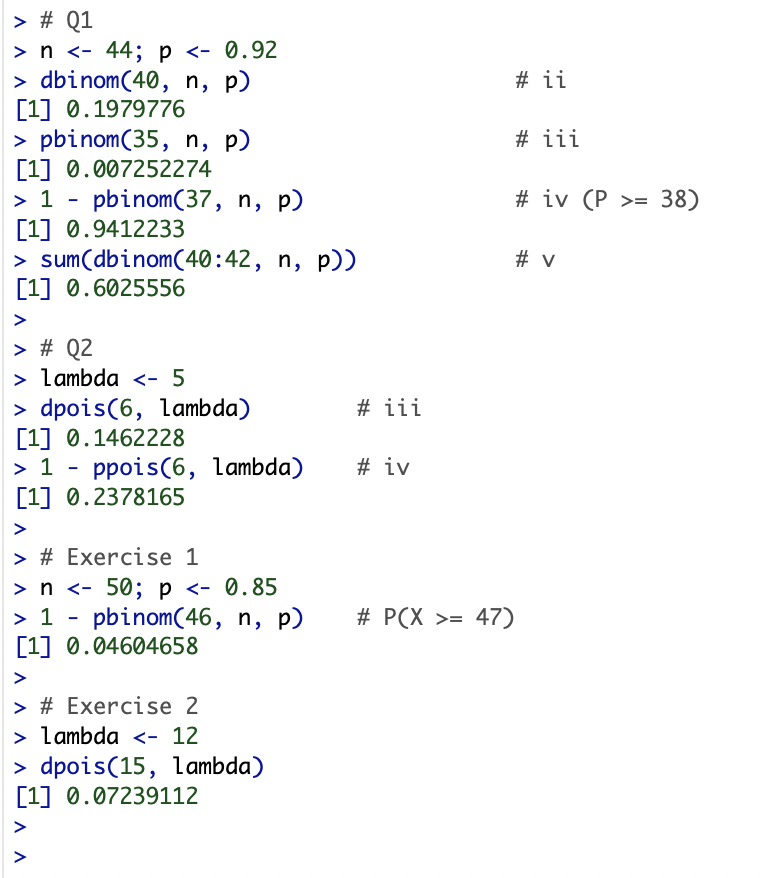 > # Q1
> n <- 44; p <- 0.92
> dbinom(40, n, p)                    # ii
[1] 0.1979776
> pbinom(35, n, p)                    # iii
[1] 0.007252274
> 1 - pbinom(37, n, p)                # iv (P >= 38)
[1] 0.9412233
> sum(dbinom(40:42, n, p))            # v
[1] 0.6025556
>
> # Q2
> lambda <- 5
> dpois(6, lambda)        # iii
[1] 0.1462228
> 1 - ppois(6, lambda)    # iv
[1] 0.2378165
>
> # Exercise 1
> n <- 50; p <- 0.85
> 1 - pbinom(46, n, p)    # P(X >= 47)
[1] 0.04604658
>
> # Exercise 2
> lambda <- 12
> dpois(15, lambda)
[1] 0.07239112
>
>